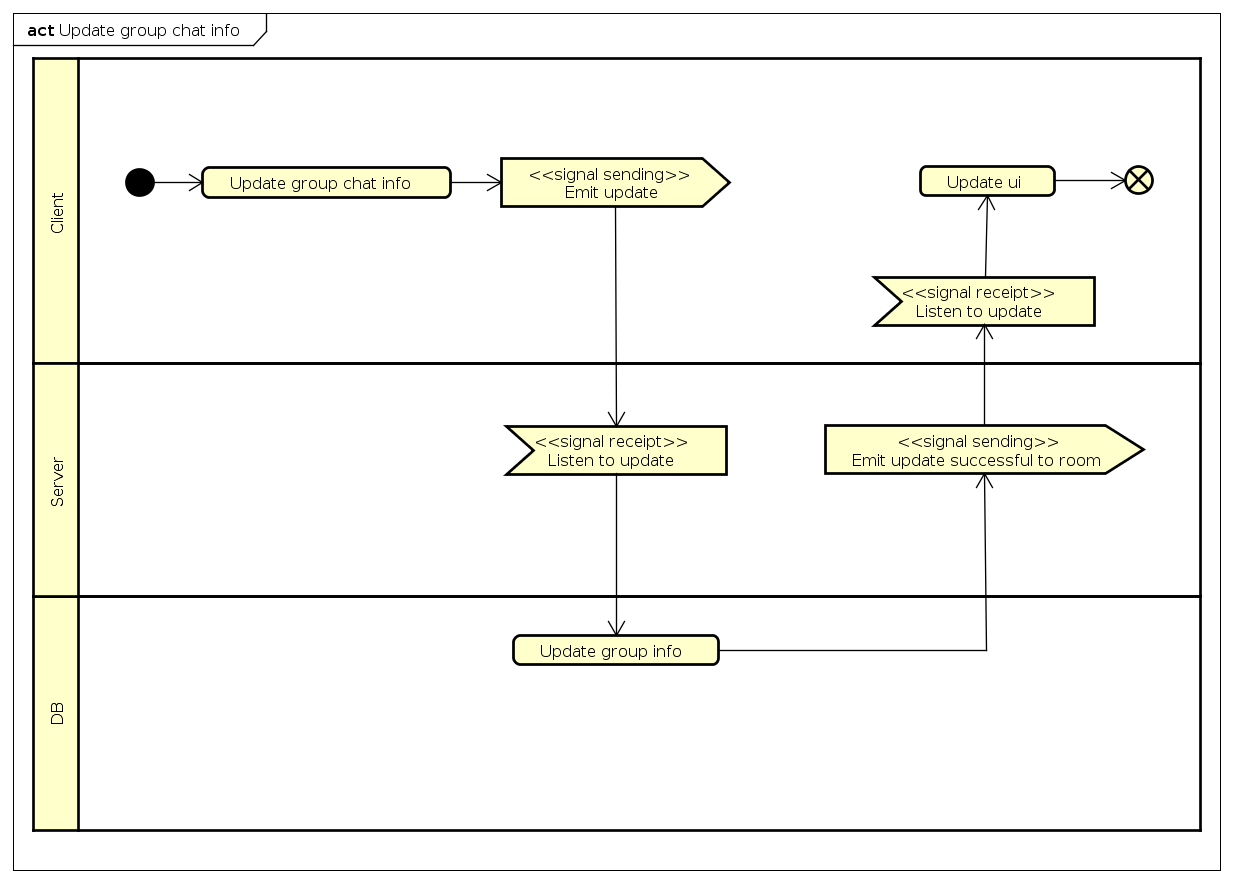 act Update group chat info
Client
Update group chat info
<<signal sending>>
Emit update
Update ui
<<signal receipt>>
Listen to update
Server
<<signal receipt>>
Listen to update
<<signal sending>>
Emit update successful to room
DB
Update group info